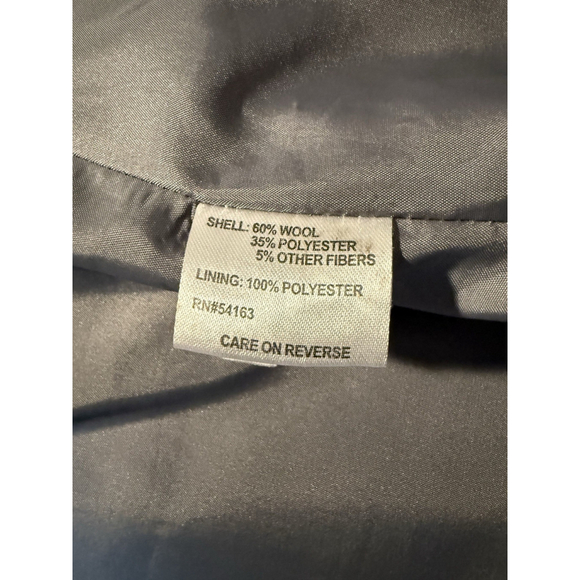 SHELL: 60% WOOL
35% POLYESTER
5% OTHER FIBERS
LINING: 100% POLYESTER
RN#54163
CARE ON REVERSE